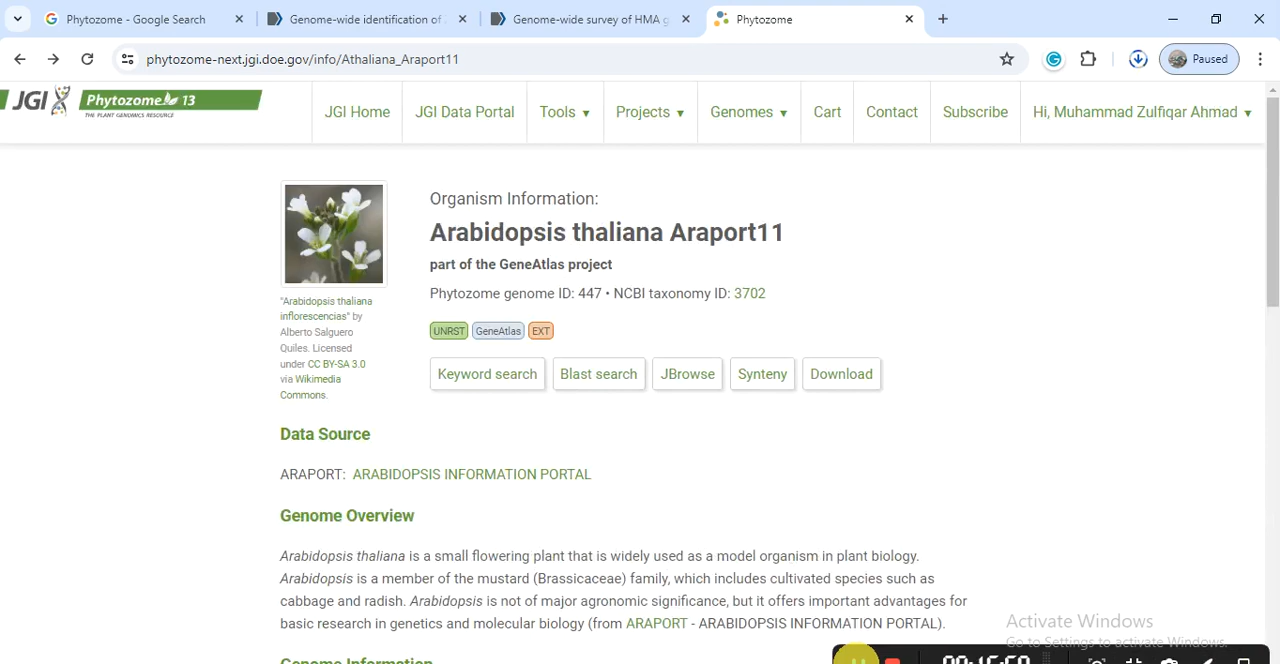 Phytozome - Google Search
Genome-wide identification of
Genome-wide survey of HMA g
Phytozome
phytozome-next.jgi.doe.gov/info/Athaliana_Araport11
Paused
JGI
Phytozome 13
THE PLANT GENOMICS RESOURCE
JGI Home
JGI Data Portal
Tools ▼
Projects ▼
Genomes ▼
Cart
Contact
Subscribe
Hi, Muhammad Zulfiqar Ahmad ▼
Organism Information:
Arabidopsis thaliana Araport11
part of the GeneAtlas project
Phytozome genome ID: 447 • NCBI taxonomy ID: 3702
UNRST GeneAtlas EXT
Keyword search
Blast search
JBrowse
Synteny
Download
"Arabidopsis thaliana
inflorescencias" by
Alberto Salguero
Quiles. Licensed
under CC BY-SA 3.0
via Wikimedia
Commons.
Data Source
ARAPORT: ARABIDOPSIS INFORMATION PORTAL
Genome Overview
Arabidopsis thaliana is a small flowering plant that is widely used as a model organism in plant biology.
Arabidopsis is a member of the mustard (Brassicaceae) family, which includes cultivated species such as
cabbage and radish. Arabidopsis is not of major agronomic significance, but it offers important advantages for
basic research in genetics and molecular biology (from ARAPORT - ARABIDOPSIS INFORMATION PORTAL).
Genome Information
Activate Windows
Go to Settings to activate Windows.